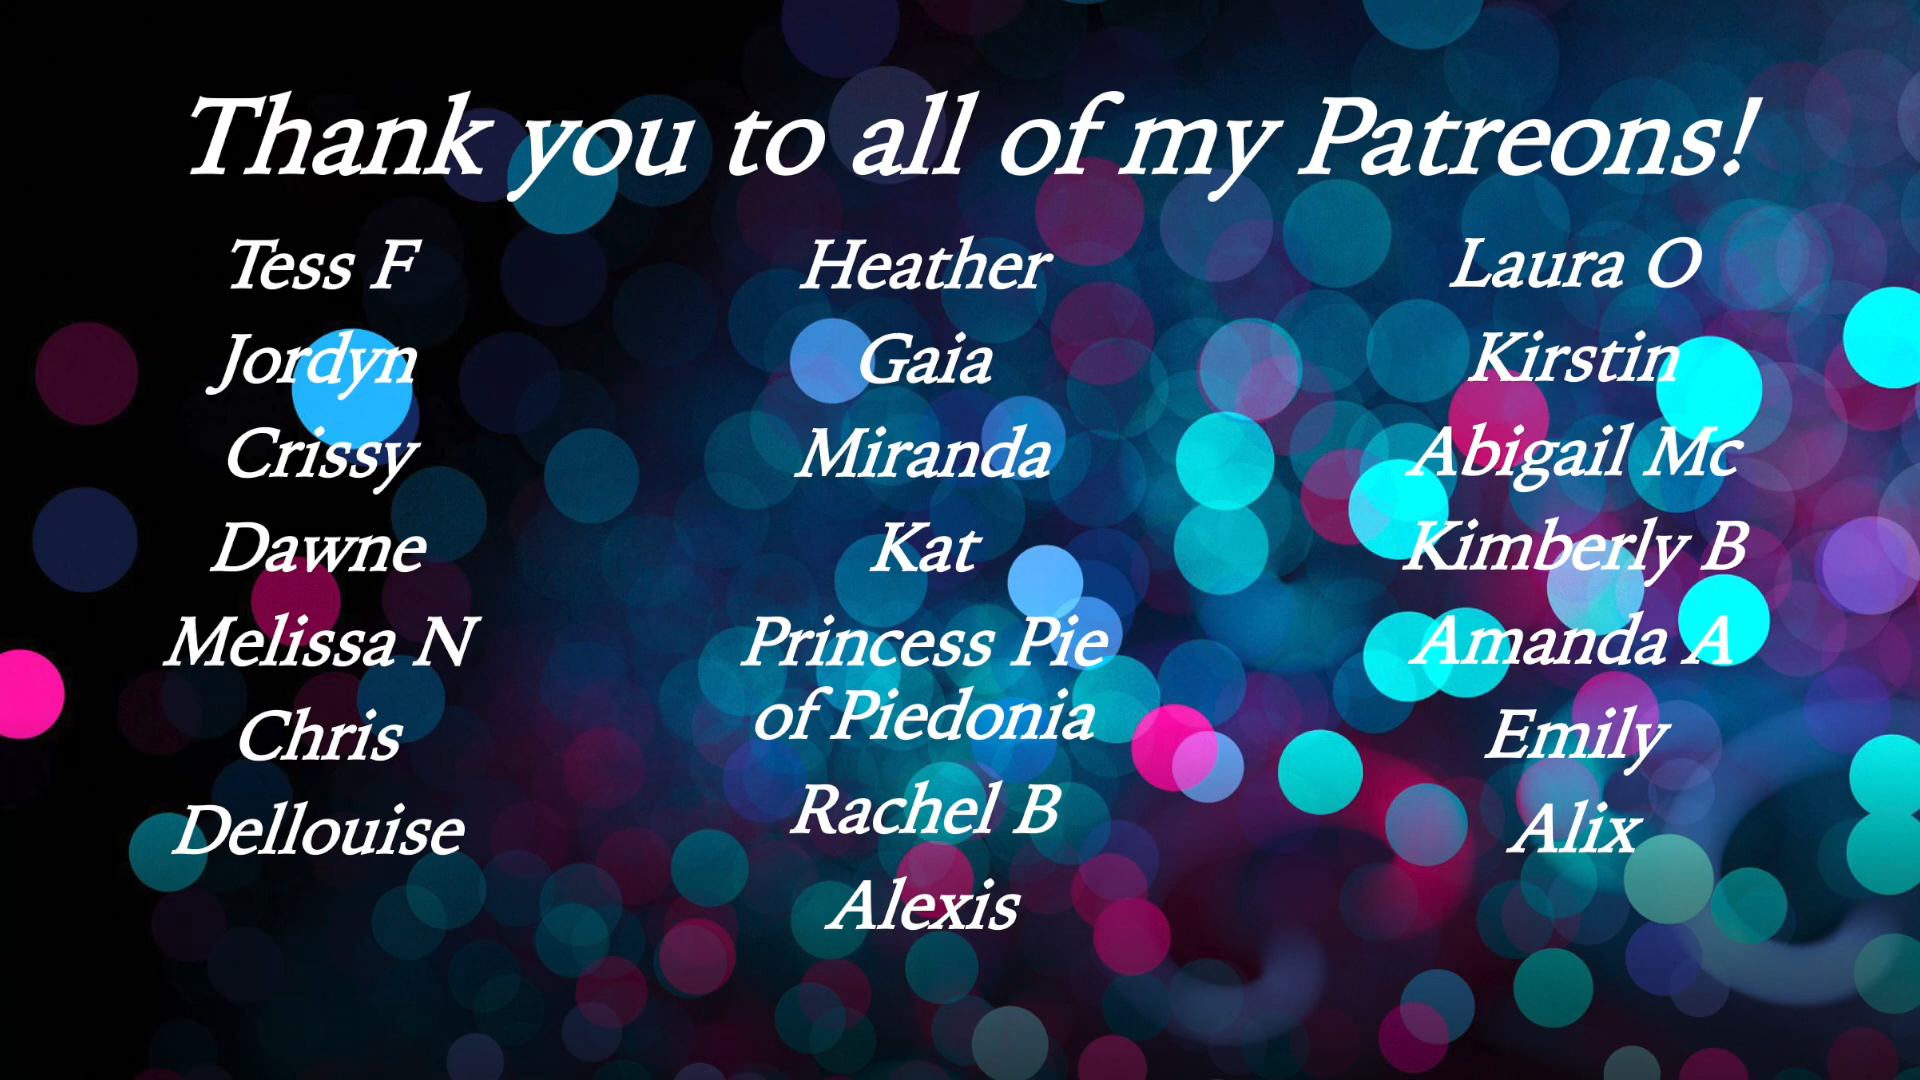 Thank you to all of my Patreons!
Tess F
Jordyn
Crissy
Dawne
Melissa N
Chris
Dellouise
Heather
Gaia
Miranda
Kat
Princess Pie
of Piedonia
Rachel B
Alexis
Laura O
Kirstin
Abigail Mc
Kimberly B
Amanda A
Emily
Alix